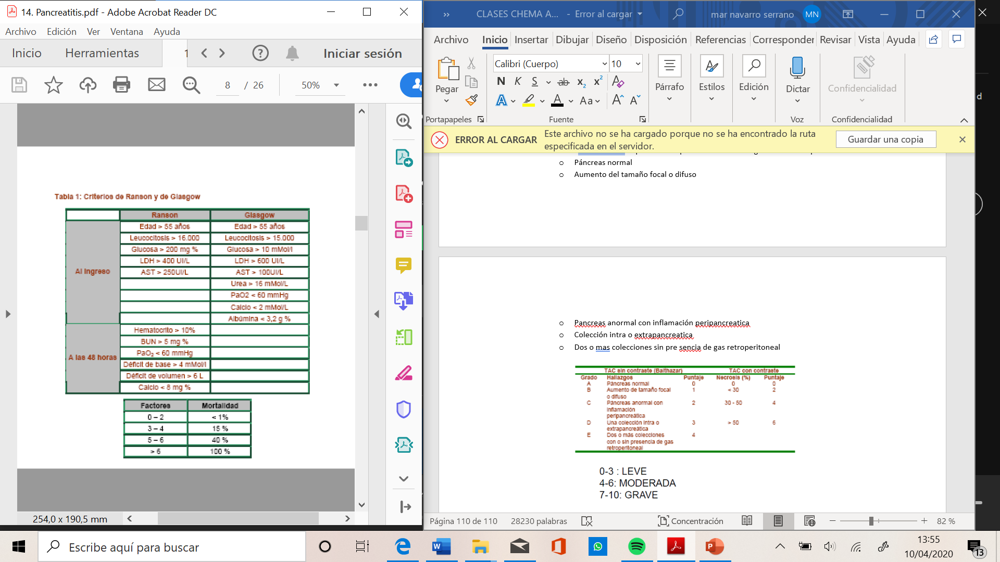 14. Pancreatitis.pdf - Adobe Acrobat Reader DC
Archivo Edición Ver Ventana Ayuda
Inicio Herramientas 1 Iniciar sesión
8 / 26 50%
Tabla 1: Criterios de Ranson y de Glasgow
Ranson Glasgow
Al Ingreso
Edad > 55 años Edad > 55 años
Leucocitosis > 16.000 Leucocitosis > 15.000
Glucosa > 200 mg % Glucosa > 10 mMol/l
LDH > 400 UI/L LDH > 600 UI/L
AST > 250UI/L AST > 100UI/L
Urea > 16 mMol/L
PaO2 < 60 mmHg
Calcio < 2 mMol/L
Albúmina < 3,2 g %
A las 48 horas
Hematocrito > 10%
BUN > 5 mg %
PaO₂ < 60 mmHg
Déficit de base > 4 mMol/l
Déficit de volumen > 6 L
Calcio < 8 mg %
Factores Mortalidad
0 – 2 < 1%
3 – 4 15 %
5 – 6 40 %
> 6 100 %
254,0 x 190,5 mm
CLASES CHEMA A... - Error al cargar mar navarro serrano MN
Archivo Inicio Insertar Dibujar Diseño Disposición Referencias Corresponder Revisar Vista Ayuda
Calibri (Cuerpo) 10
Pegar N K S ab x₂ x² A
A A Aa A A
Párrafo Estilos Edición Dictar Confidencialidad
Portapapeles Fuente Voz Confidencialidad
ERROR AL CARGAR Este archivo no se ha cargado porque no se ha encontrado la ruta
especificada en el servidor.
Guardar una copia
o Páncreas normal
o Aumento del tamaño focal o difuso
o Pancreas anormal con inflamación peripancreatica
o Colección intra o extrapancreatica
o Dos o mas colecciones sin pre sencia de gas retroperitoneal
TAC sin contraste (Balthazar) TAC con contraste
Grado Hallazgos Puntaje Necrosis (%) Puntaje
A Páncreas normal 0 0 0
B Aumento de tamaño focal 1 < 30 2
o difuso
C Páncreas anormal con 2 30 - 50 4
inflamación
peripancreática
D Una colección intra o 3 > 50 6
extrapancreática
E Dos o más colecciones 4
con o sin presencia de gas
retroperitoneal
0-3 : LEVE
4-6: MODERADA
7-10: GRAVE
Página 110 de 110 28230 palabras Concentración 82 %
d
Escribe aquí para buscar
13:55
10/04/2020
13